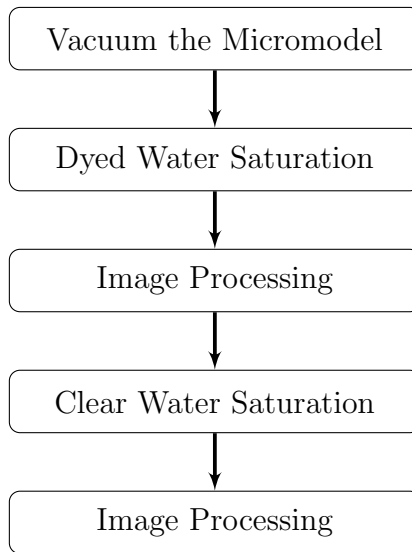 Vacuum the Micromodel
Dyed Water Saturation
Image Processing
Clear Water Saturation
Image Processing